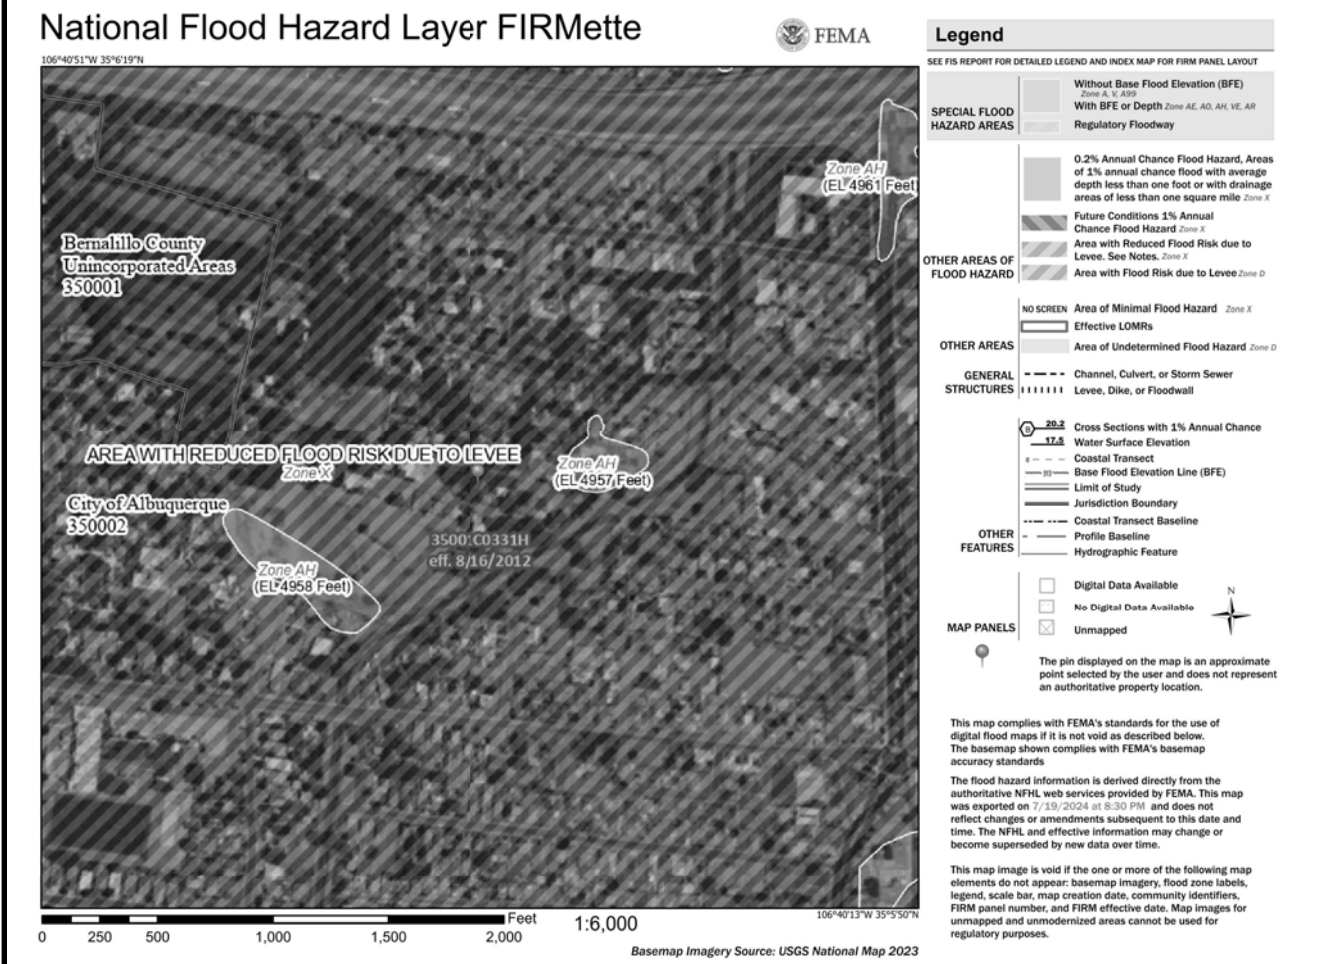 National Flood Hazard Layer FIRMette
FEMA
106°40'51"W 35°6'19"N
Zone AH
(EL 4961 Feet)
Bernalillo County
Unincorporated Areas
350001
AREA WITH REDUCED FLOOD RISK DUE TO LEVEE
Zone X
Zone AH
(EL 4957 Feet)
City of Albuquerque
350002
eff. 8/16/2012
Zone AH
(EL 4958 Feet)
106°40'13"W 35°5'50"N
Feet
1:6,000
0 250 500 1,000 1,500 2,000
Basemap Imagery Source: USGS National Map 2023
Legend
SEE FIS REPORT FOR DETAILED LEGEND AND INDEX MAP FOR FIRM PANEL LAYOUT
SPECIAL FLOOD
HAZARD AREAS
Without Base Flood Elevation (BFE)
Zone A, V, A99
With BFE or Depth Zone AE, AO, AH, VE, AR
Regulatory Floodway
0.2% Annual Chance Flood Hazard, Areas
of 1% annual chance flood with average
depth less than one foot or with drainage
areas of less than one square mile Zone X
Future Conditions 1% Annual
Chance Flood Hazard Zone X
Area with Reduced Flood Risk due to
Levee. See Notes. Zone X
Area with Flood Risk due to Levee Zone D
OTHER AREAS OF
FLOOD HAZARD
NO SCREEN Area of Minimal Flood Hazard Zone X
Effective LOMRs
OTHER AREAS
Area of Undetermined Flood Hazard Zone D
GENERAL
STRUCTURES
Channel, Culvert, or Storm Sewer
Levee, Dike, or Floodwall
B 20.2 Cross Sections with 1% Annual Chance
17.5 Water Surface Elevation
8 Coastal Transect
Base Flood Elevation Line (BFE)
Limit of Study
Jurisdiction Boundary
Coastal Transect Baseline
OTHER
FEATURES
Profile Baseline
Hydrographic Feature
Digital Data Available
No Digital Data Available
Unmapped
MAP PANELS
N
The pin displayed on the map is an approximate
point selected by the user and does not represent
an authoritative property location.
This map complies with FEMA's standards for the use of
digital flood maps if it is not void as described below.
The basemap shown complies with FEMA's basemap
accuracy standards
The flood hazard information is derived directly from the
authoritative NFHL web services provided by FEMA. This map
was exported on 7/19/2024 at 8:30 PM and does not
reflect changes or amendments subsequent to this date and
time. The NFHL and effective information may change or
become superseded by new data over time.
This map image is void if the one or more of the following map
elements do not appear: basemap imagery, flood zone labels,
legend, scale bar, map creation date, community identifiers,
FIRM panel number, and FIRM effective date. Map images for
unmapped and unmodernized areas cannot be used for
regulatory purposes.